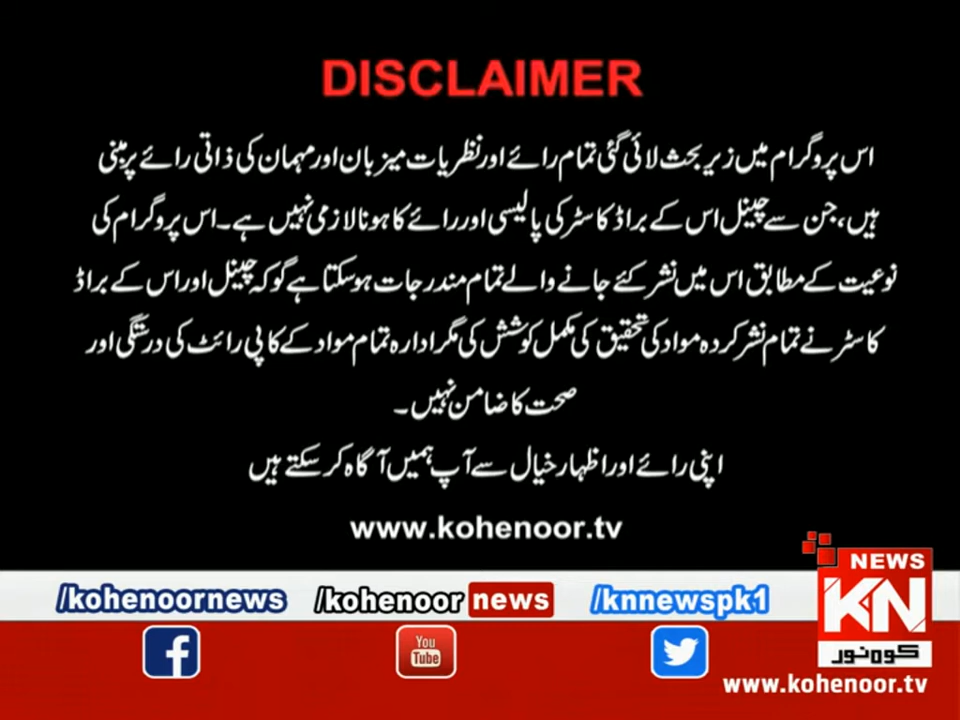 DISCLAIMER
اس پروگرام میں زیر بحث لائی گئی تمام رائے اور نظریات میزبان اور مہمان کی ذاتی رائے پر مبنی
ہیں، جن سے چینل اس کے براڈ کاسٹر کی پالیسی اور رائے کا ہونا لازمی نہیں ہے۔ اس پروگرام کی
نوعیت کے مطابق اس میں نشر کئے جانے والے تمام مندرجات ہوسکتا ہے گو کہ چینل اور اس کے براڈ
کاسٹر نے تمام نشر کردہ مواد کی تحقیق کی مکمل کوشش کی مگر ادارہ تمام مواد کے کاپی رائٹ کی درستگی اور
صحت کا ضامن نہیں۔
اپنی رائے اور اظہار خیال سے آپ ہمیں آگاہ کر سکتے ہیں
www.kohenoor.tv
/kohenoornews /kohenoor news /knnewspk1
You
Tube
NEWS
KN
کوہ نور
www.kohenoor.tv